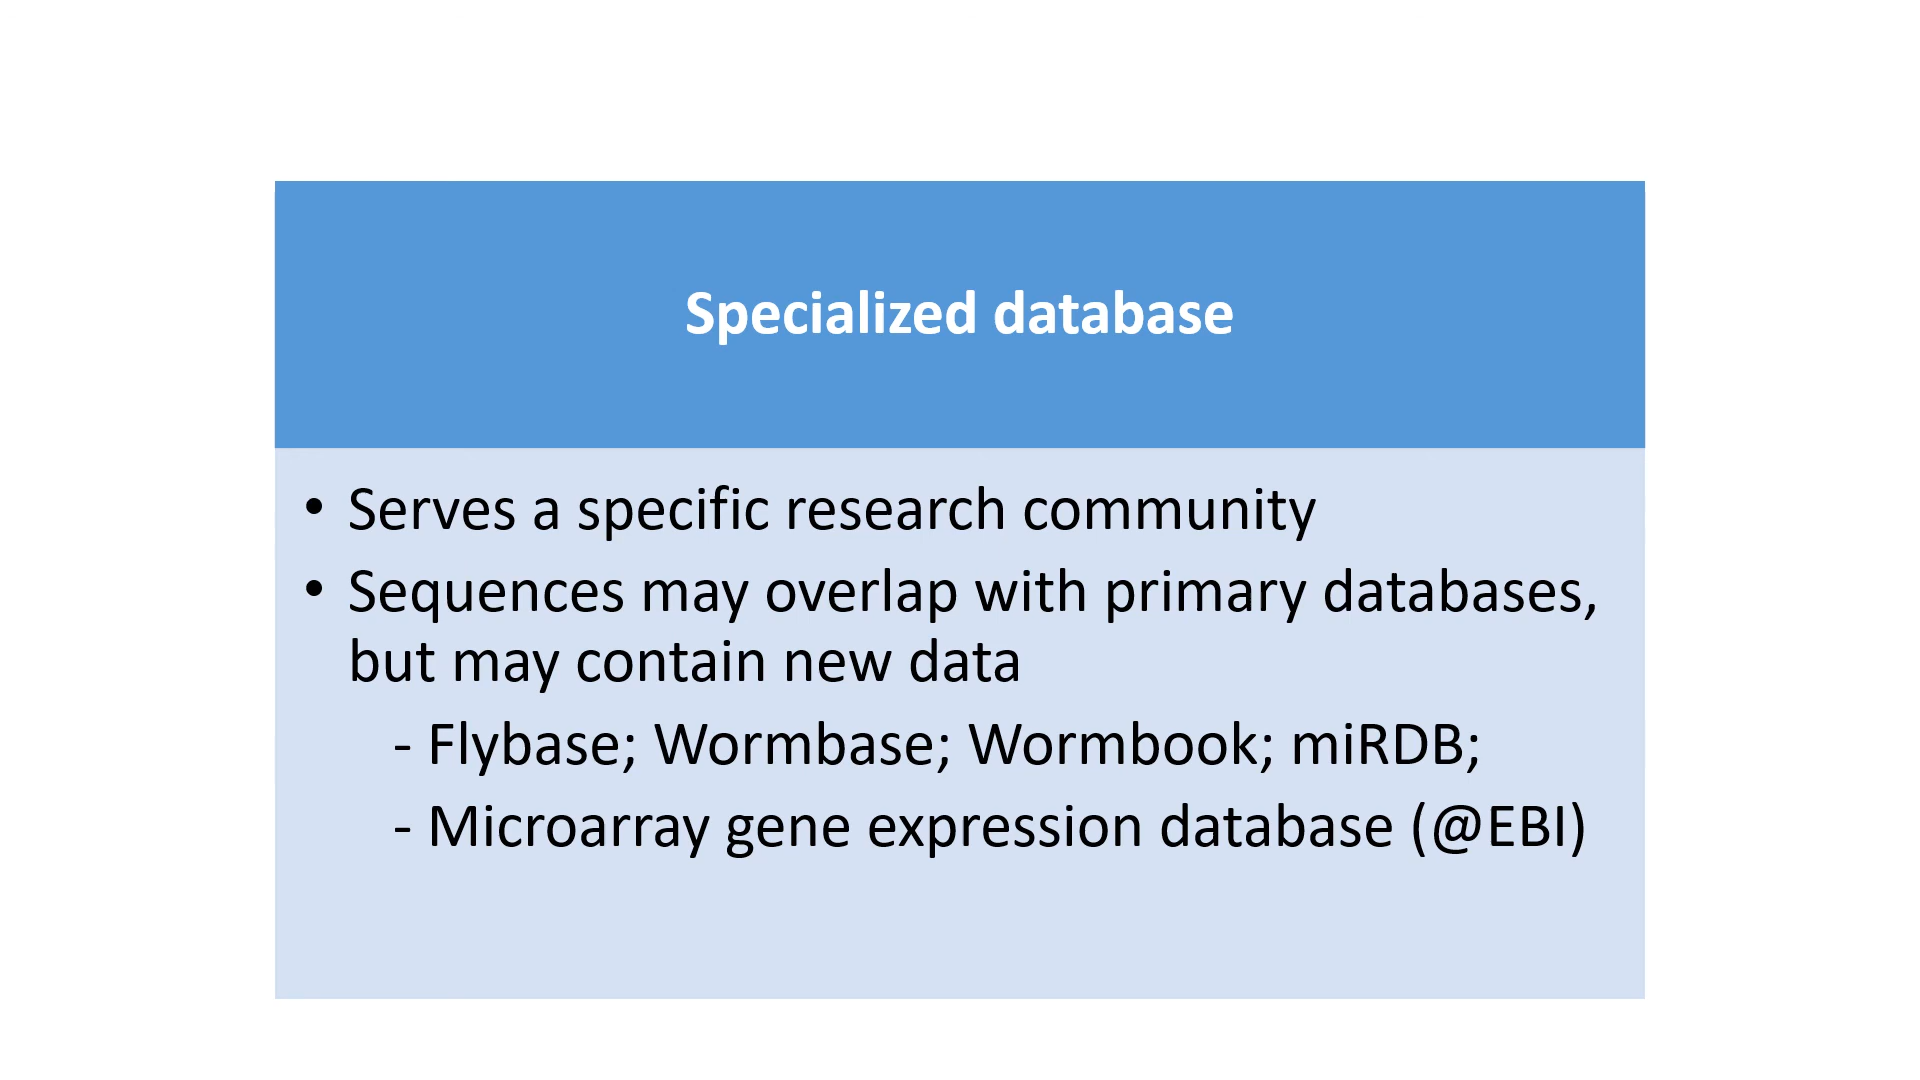 Specialized database
• Serves a specific research community
• Sequences may overlap with primary databases,
but may contain new data
- Flybase; Wormbase; Wormbook; miRDB;
- Microarray gene expression database (@EBI)